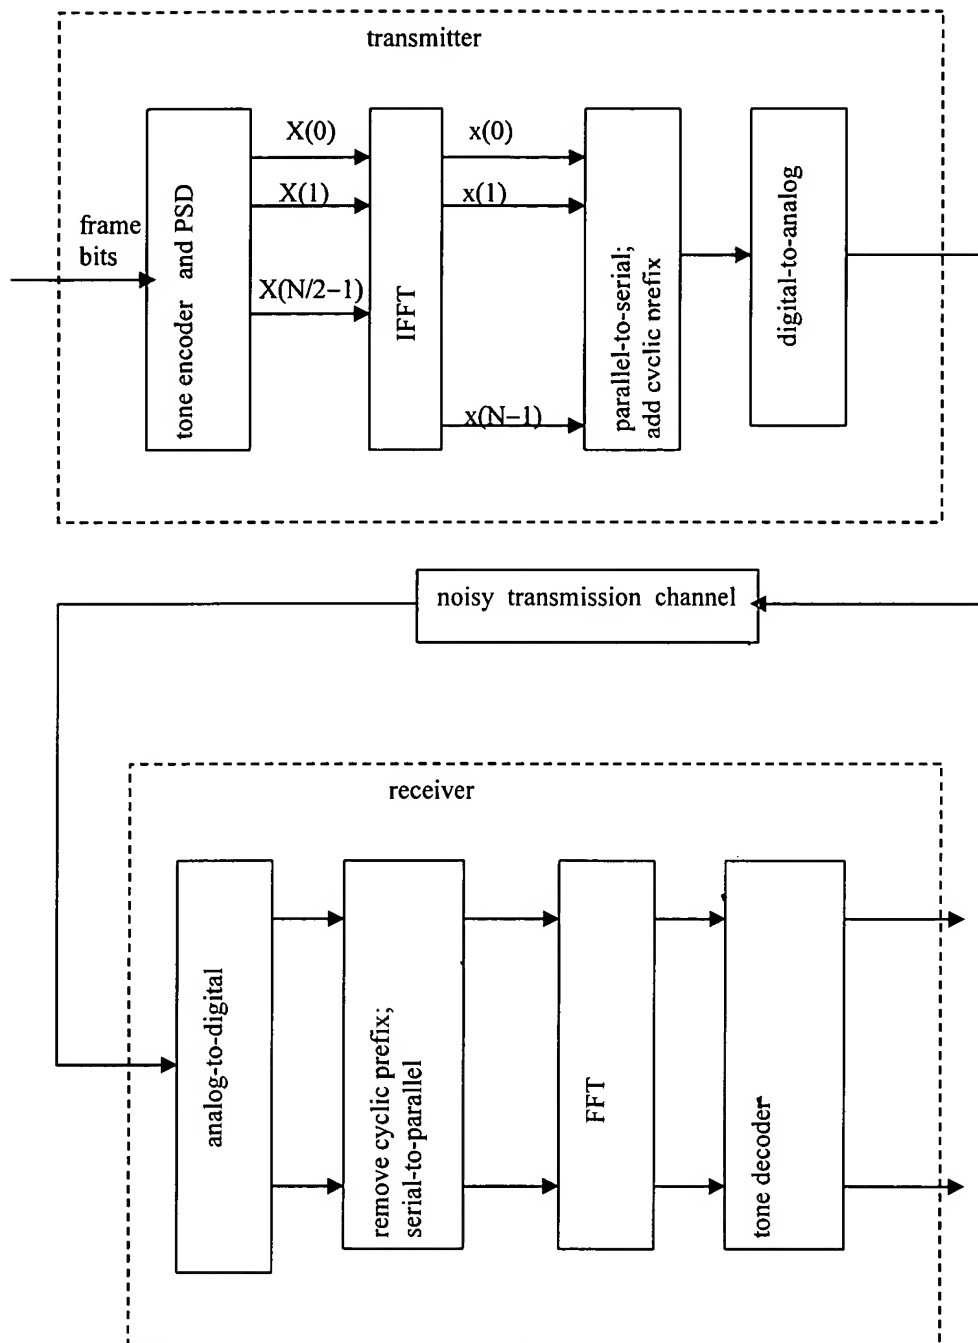 transmitter
frame
bits
tone encoder and PSD
X(0)
X(1)
X(N/2−1)
IFFT
x(0)
x(1)
x(N−1)
parallel-to-serial;
add cyclic prefix
digital-to-analog
noisy transmission channel
receiver
analog-to-digital
remove cyclic prefix;
serial-to-parallel
FFT
tone decoder